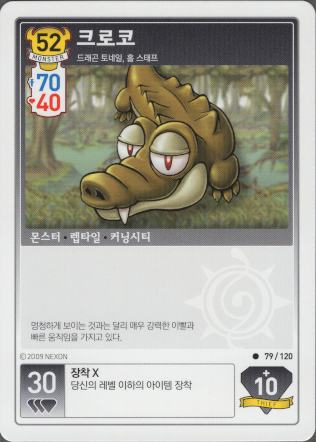 52
MONSTER
크로코
드래곤 토네일, 홀 스태프
70
40
몬스터 • 렙타일 • 커닝시티
멍청하게 보이는 것과는 달리 매우 강력한 이빨과
빠른 움직임을 가지고 있다.
© 2009 NEXON
79 / 120
30
장착 X
당신의 레벨 이하의 아이템 장착
+
10
THIEF